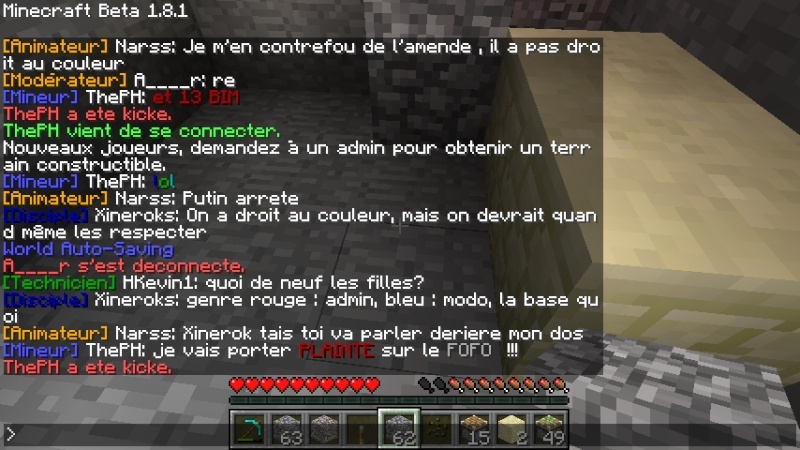 Minecraft Beta 1.8.1
[Animateur] Narss: Je m'en contrefou de l'amende , il a pas dro
it au couleur
[Modérateur] A____r: re
[Mineur] ThePH: et 13 BIM
ThePH a ete kicke.
ThePH vient de se connecter.
Nouveaux joueurs, demandez à un admin pour obtenir un terr
ain constructible.
[Mineur] ThePH: lol
[Animateur] Narss: Putin arrete
[Disciple] Xineroks: On a droit au couleur, mais on devrait quan
d même les respecter
World Auto-Saving
A____r s'est deconnecte.
[Technicien] HKevin1: quoi de neuf les filles?
[Disciple] Xineroks: genre rouge : admin, bleu : modo, la base qu
oi
[Animateur] Narss: Xinerok tais toi va parler deriere mon dos
[Mineur] ThePH: je vais porter PLAINTE sur le FOFO !!!
ThePH a ete kicke.
63 62 15 2 49
>